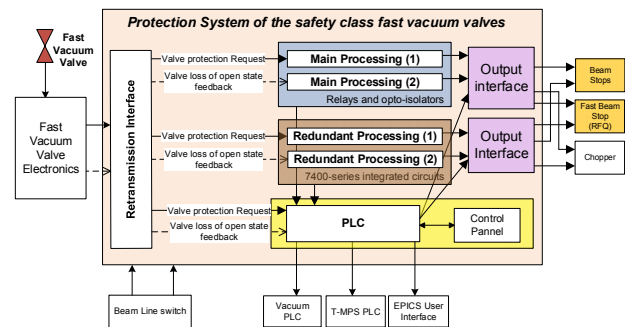 Protection System of the safety class fast vacuum valves
Fast
Vacuum
Valve
Fast
Vacuum
Valve
Electronics
Retransmission Interface
Valve protection Request
Valve loss of open state
feedback
Main Processing (1)
Main Processing (2)
Relays and opto-isolators
Output
interface
Beam
Stops
Fast Beam
Stop
(RFQ)
Chopper
Valve protection Request
Valve loss of open state
feedback
Redundant Processing (1)
Redundant Processing (2)
7400-series integrated circuits
Output
Interface
Valve protection Request
Valve loss of open state
feedback
PLC
Control
Pannel
Beam Line switch
Vacuum
PLC
T-MPS PLC
EPICS User
Interface